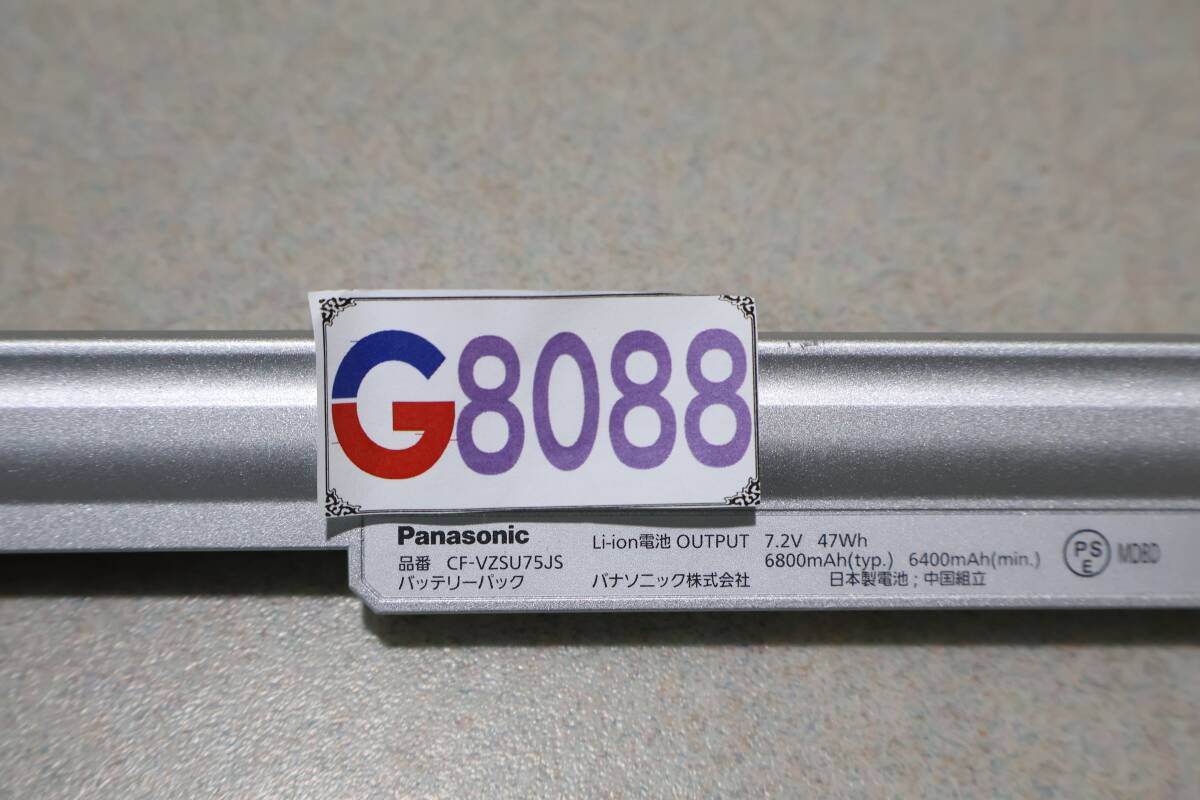 G8088
Panasonic
品番 CF-VZSU75JS
バッテリーパック
Li-ion電池 OUTPUT 7.2V 47Wh
6800mAh(typ.) 6400mAh(min.)
パナソニック株式会社 日本製電池；中国組立
PSE MD8D